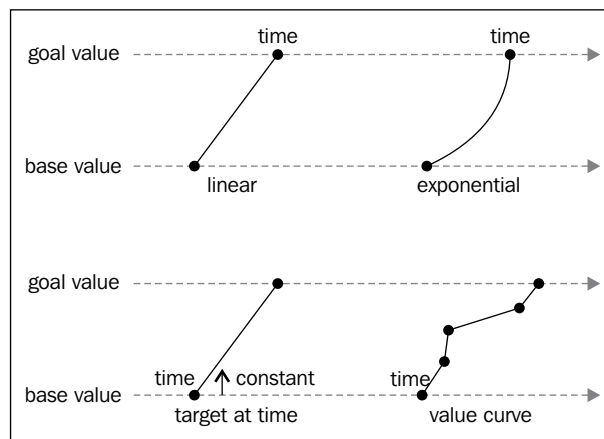 time time
goal value
base value
linear exponential
goal value
time constant time
base value
target at time value curve